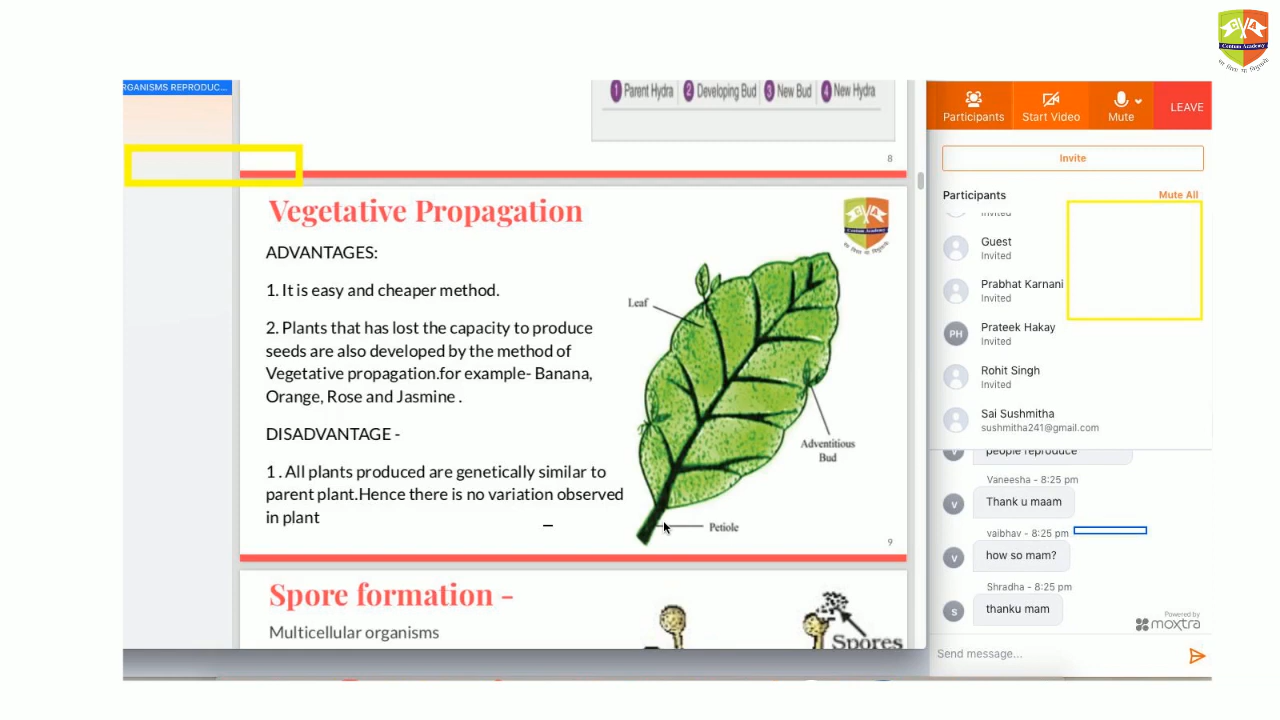 Centum Academy
RGANISMS REPRODUC...
1 Parent Hydra 2 Developing Bud 3 New Bud 4 New Hydra
8
Vegetative Propagation
ADVANTAGES:
1. It is easy and cheaper method.
2. Plants that has lost the capacity to produce
seeds are also developed by the method of
Vegetative propagation.for example- Banana,
Orange, Rose and Jasmine .
DISADVANTAGE -
1 . All plants produced are genetically similar to
parent plant.Hence there is no variation observed
in plant
Leaf
Adventitious
Bud
Petiole
9
Spore formation -
Multicellular organisms
Spores
Participants
Start Video
Mute
LEAVE
Invite
Participants
Mute All
Invited
Guest
Invited
Prabhat Karnani
Invited
PH
Prateek Hakay
Invited
Rohit Singh
Invited
Sai Sushmitha
sushmitha241@gmail.com
people reproduce
Vaneesha - 8:25 pm
V
Thank u maam
vaibhav - 8:25 pm
V
how so mam?
Shradha - 8:25 pm
S
thanku mam
Powered by
moxtra
Send message...